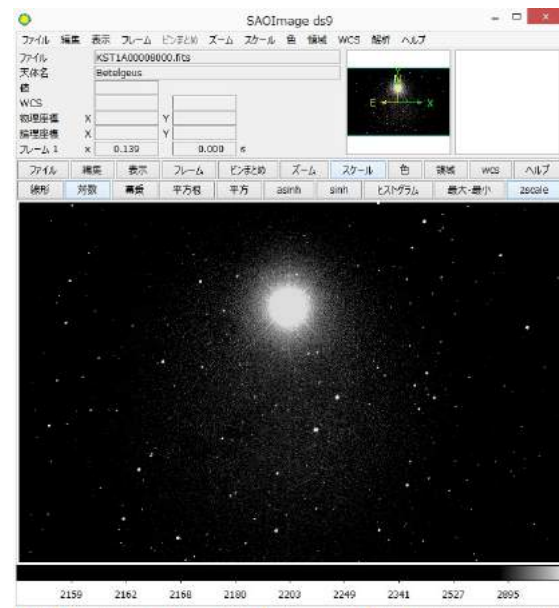 SAOImage ds9
ファイル 編集 表示 フレーム ビンまとめ ズーム スケール 色 領域 WCS 解析 ヘルプ
ファイル KST1A00008000.fits
天体名 Betelgeus
値
WCS
物理座標 X Y
論理座標 X Y
フレーム 1 x 0.139 0.000 °
ファイル 編集 表示 フレーム ビンまとめ ズーム スケール 色 領域 WCS ヘルプ
線形 対数 冪乗 平方根 平方 asinh sinh ヒストグラム 最大-最小 zscale
Y
N
E X
2159 2162 2168 2180 2203 2249 2341 2527 2895